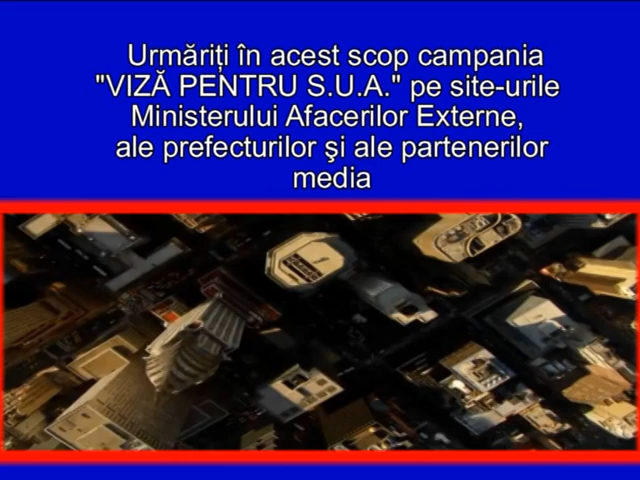 Urmăriți în acest scop campania
"VIZĂ PENTRU S.U.A." pe site-urile
Ministerului Afacerilor Externe,
ale prefecturilor şi ale partenerilor
media